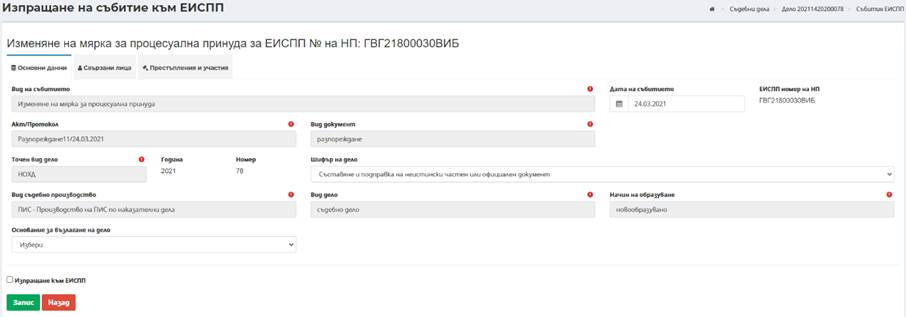 Изпращане на събитие към ЕИСПП
Съдебни дела Дело 20211420200078 Събития ЕИСПП
Изменяне на мярка за процесуална принуда за ЕИСПП № на НП: ГВГ21800030ВИБ
Основни данни Свързани лица Престъпления и участия
Вид на събитието Дата на събитието ЕИСПП номер на НП
Изменяне на мярка за процесуална принуда 24.03.2021 ГВГ21800030ВИБ
Акт/Протокол Вид документ
Разпореждане11/24.03.2021 разпореждане
Точен вид дело Година Номер Шифър на дело
НОХД 2021 78 Съставяне и подправка на неистински частен или официален документ
Вид съдебно производство Вид дело Начин на образуване
ПИС - Производство на ПИС по наказателни дела съдебно дело новообразувано
Основание за възлагане на дело
Избери
Изпращане към ЕИСПП
Запис Назад